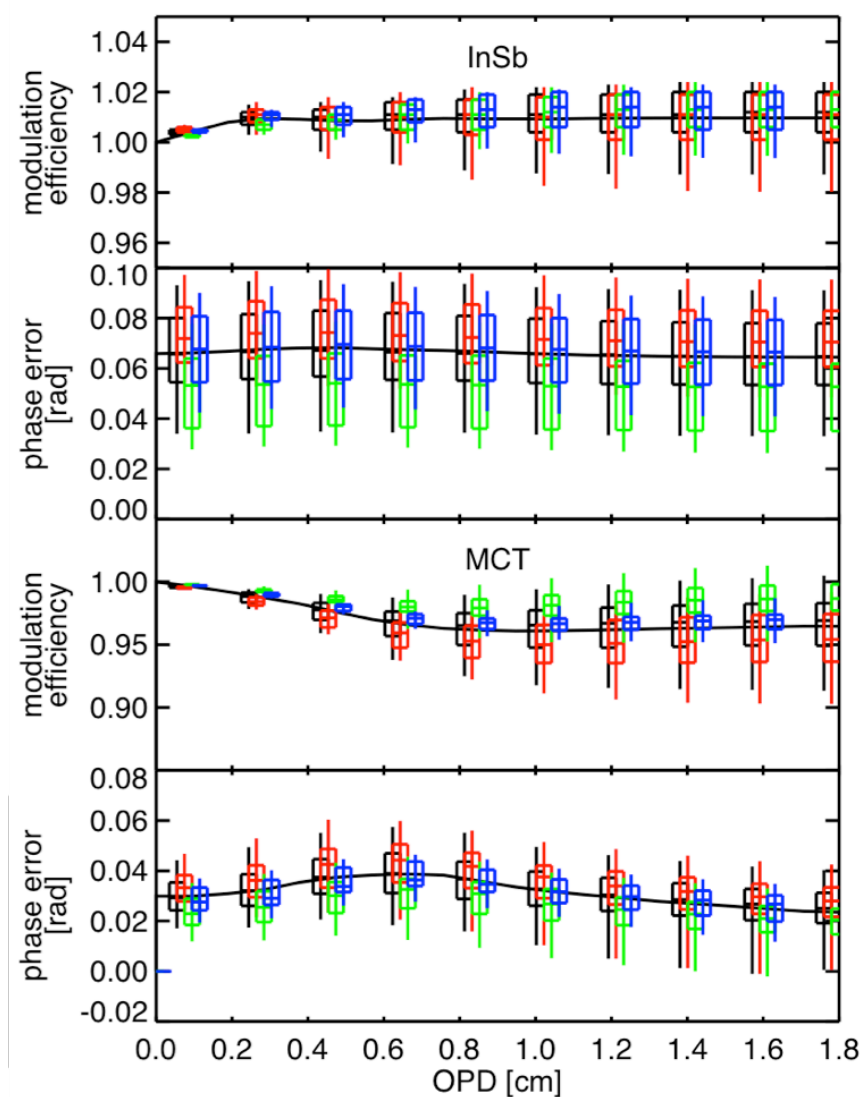 1.04
1.02
1.00
0.98
0.96
modulation
efficiency
InSb
0.10
0.08
0.06
0.04
0.02
0.00
phase error
[rad]
1.00
0.95
0.90
modulation
efficiency
MCT
0.08
0.06
0.04
0.02
0.00
-0.02
phase error
[rad]
0.0 0.2 0.4 0.6 0.8 1.0 1.2 1.4 1.6 1.8
OPD [cm]